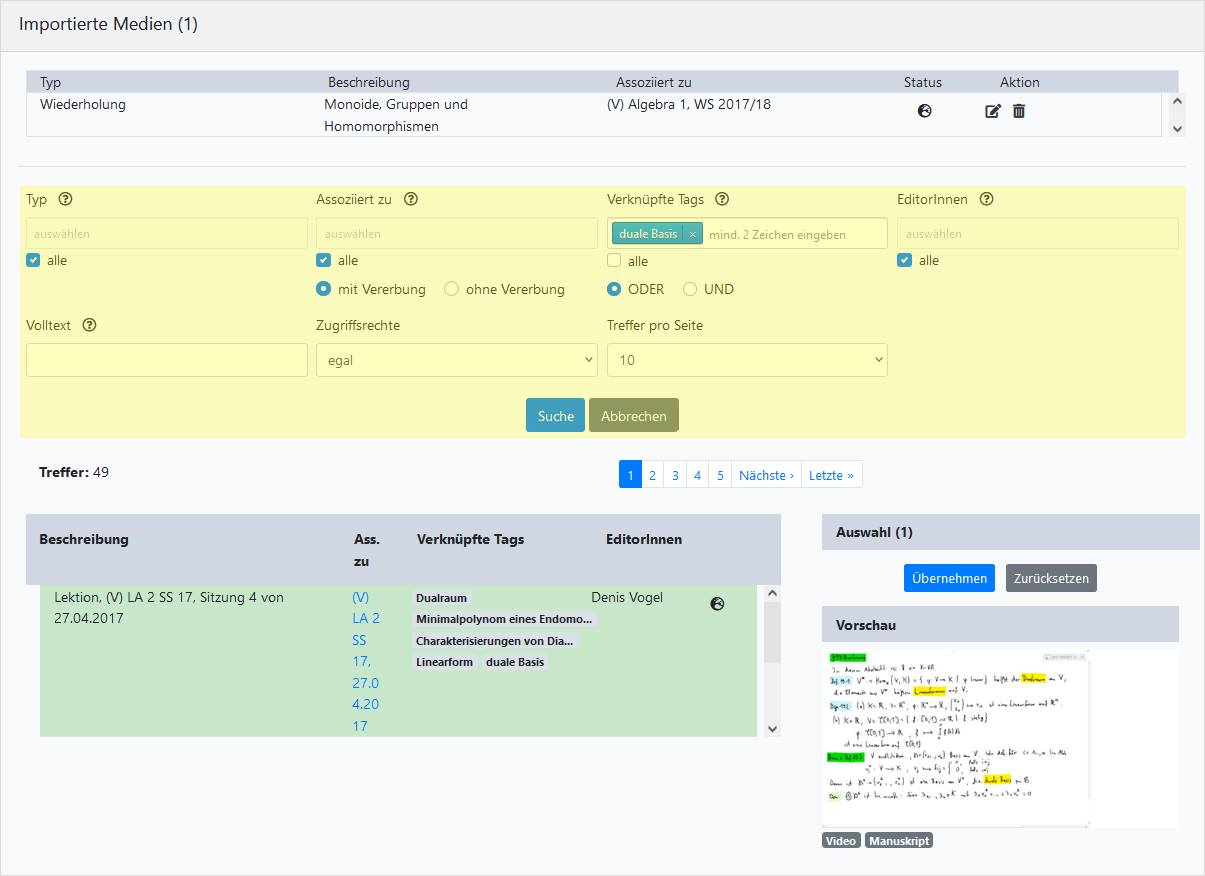 Importierte Medien (1)
Typ Beschreibung Assoziiert zu Status Aktion
Wiederholung Monoide, Gruppen und (V) Algebra 1, WS 2017/18
Homomorphismen
Typ Assoziiert zu Verknüpfte Tags EditorInnen
auswählen auswählen duale Basis × mind. 2 Zeichen eingeben auswählen
alle alle alle alle
mit Vererbung ohne Vererbung ODER UND
Volltext Zugriffsrechte Treffer pro Seite
egal 10
Suche Abbrechen
Treffer: 49 1 2 3 4 5 Nächste › Letzte »
Beschreibung Ass. zu Verknüpfte Tags EditorInnen
Lektion, (V) LA 2 SS 17, Sitzung 4 von
27.04.2017
(V)
LA 2
SS
17,
27.0
4.20
17
Dualraum
Minimalpolynom eines Endomo...
Charakterisierungen von Dia...
Linearform duale Basis
Denis Vogel
Auswahl (1)
Übernehmen Zurücksetzen
Vorschau
Video Manuskript